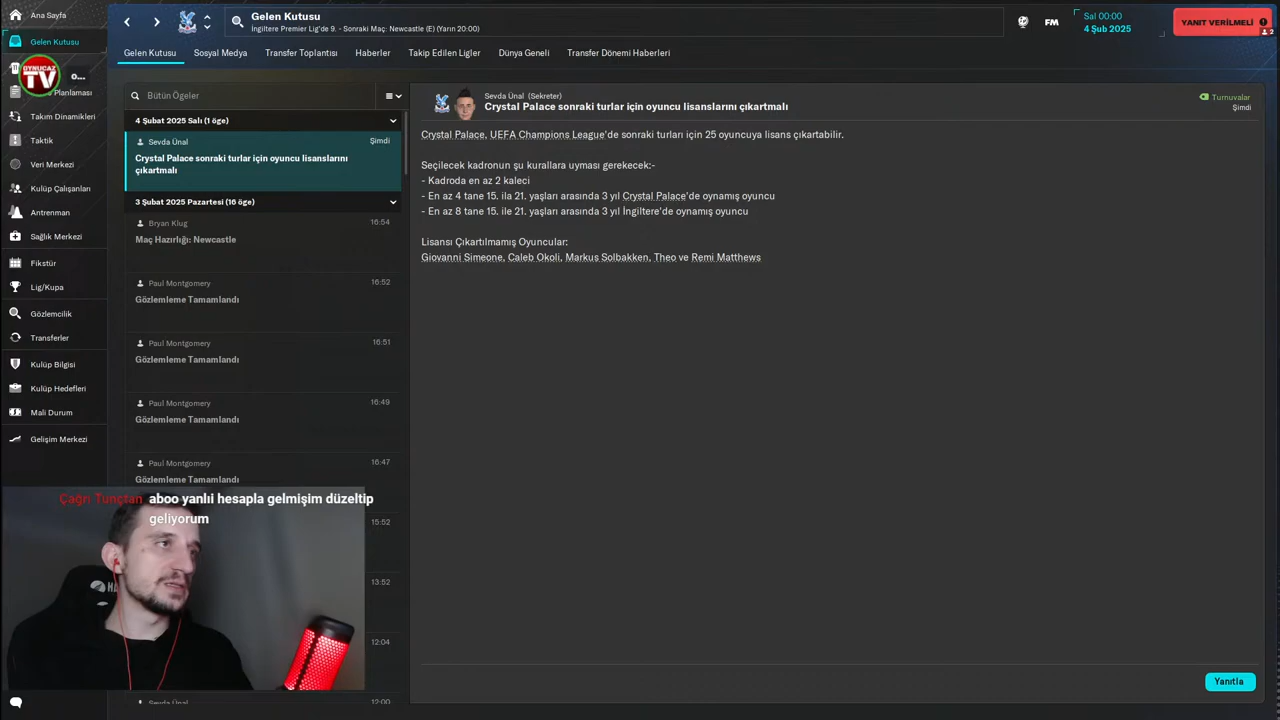 Ana Sayfa
Gelen Kutusu
OYNUCAZ
TV
O...
Planlaması
Takım Dinamikleri
Taktik
Veri Merkezi
Kulüp Çalışanları
Antrenman
Sağlık Merkezi
Fikstür
Lig/Kupa
Gözlemcilik
Transferler
Kulüp Bilgisi
Kulüp Hedefleri
Mali Durum
Gelişim Merkezi
Gelen Kutusu
İngiltere Premier Lig'de 9. - Sonraki Maç: Newcastle (E) (Yarın 20:00)
FM
Sal 00:00
4 Şub 2025
YANIT VERİLMELİ
2
Gelen Kutusu
Sosyal Medya
Transfer Toplantısı
Haberler
Takip Edilen Ligler
Dünya Geneli
Transfer Dönemi Haberleri
Bütün Ögeler
4 Şubat 2025 Salı (1 öge)
Sevda Ünal
Şimdi
Crystal Palace sonraki turlar için oyuncu lisanslarını
çıkartmalı
3 Şubat 2025 Pazartesi (16 öge)
Bryan Klug
16:54
Maç Hazırlığı: Newcastle
Paul Montgomery
16:52
Gözlemleme Tamamlandı
Paul Montgomery
16:51
Gözlemleme Tamamlandı
Paul Montgomery
16:49
Gözlemleme Tamamlandı
Paul Montgomery
16:47
Gözlemleme Tamamlandı
15:52
13:52
12:04
Sevda Ünal
12:00
Çağrı Tunçtan aboo yanlıi hesapla gelmişim düzeltip
geliyorum
Sevda Ünal (Sekreter)
Crystal Palace sonraki turlar için oyuncu lisanslarını çıkartmalı
Turnuvalar
Şimdi
Crystal Palace, UEFA Champions League'de sonraki turları için 25 oyuncuya lisans çıkartabilir.
Seçilecek kadronun şu kurallara uyması gerekecek:-
- Kadroda en az 2 kaleci
- En az 4 tane 15. ila 21. yaşları arasında 3 yıl Crystal Palace'de oynamış oyuncu
- En az 8 tane 15. ile 21. yaşları arasında 3 yıl İngiltere'de oynamış oyuncu
Lisansı Çıkartılmamış Oyuncular:
Giovanni Simeone, Caleb Okoli, Markus Solbakken, Theo ve Remi Matthews
Yanıtla